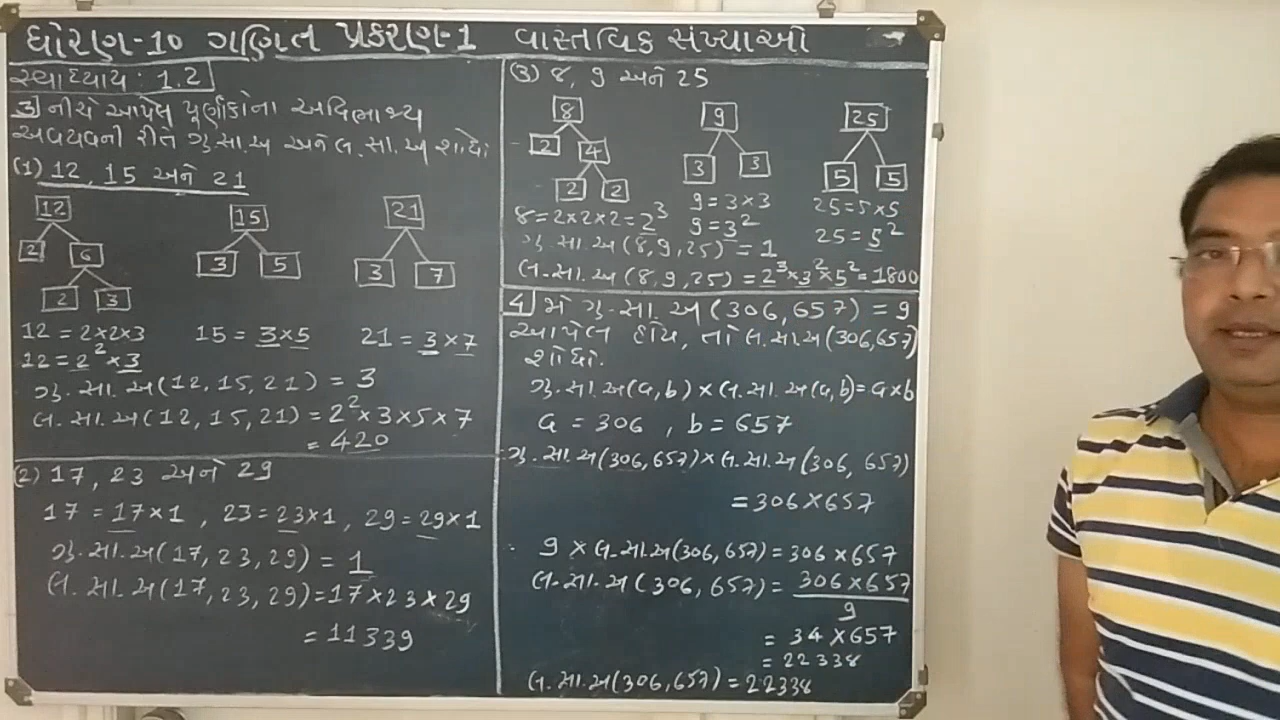 ધોરણ-10 ગણિત પ્રકરણ-1 વાસ્તવિક સંખ્યાઓ
સ્વાધ્યાય : 1.2
3 નીચે આપેલ પૂર્ણાંકોના અવિભાજ્ય
અવયવની રીતે ગુ.સા.અ અને લ.સા.અ શોધો
(1) 12, 15 અને 21
12 15 21
2 6 3 5 3 7
2 3
12 = 2×2×3 15 = 3×5 21 = 3×7
12 = 2²×3
ગુ.સા.અ(12, 15, 21) = 3
લ.સા.અ(12, 15, 21) = 2²×3×5×7
= 420
(2) 17, 23 અને 29
17 = 17×1, 23 = 23×1, 29 = 29×1
ગુ.સા.અ(17, 23, 29) = 1
લ.સા.અ(17, 23, 29) = 17×23×29
= 11339
(3) 8, 9 અને 25
8 9 25
2 4 3 3 5 5
2 2
8 = 2×2×2 = 2³ 9 = 3×3 25 = 5×5
9 = 3² 25 = 5²
ગુ.સા.અ(8, 9, 25) = 1
લ.સા.અ(8, 9, 25) = 2³×3²×5² = 1800
4 જો ગુ.સા.અ(306, 657) = 9
આપેલ હોય, તો લ.સા.અ(306, 657)
શોધો.
ગુ.સા.અ(a, b) × લ.સા.અ(a, b) = a×b
a = 306, b = 657
ગુ.સા.અ(306, 657) × લ.સા.અ(306, 657)
= 306×657
∴ 9 × લ.સા.અ(306, 657) = 306×657
લ.સા.અ(306, 657) = 306×657
9
= 34×657
= 22338
લ.સા.અ(306, 657) = 22338